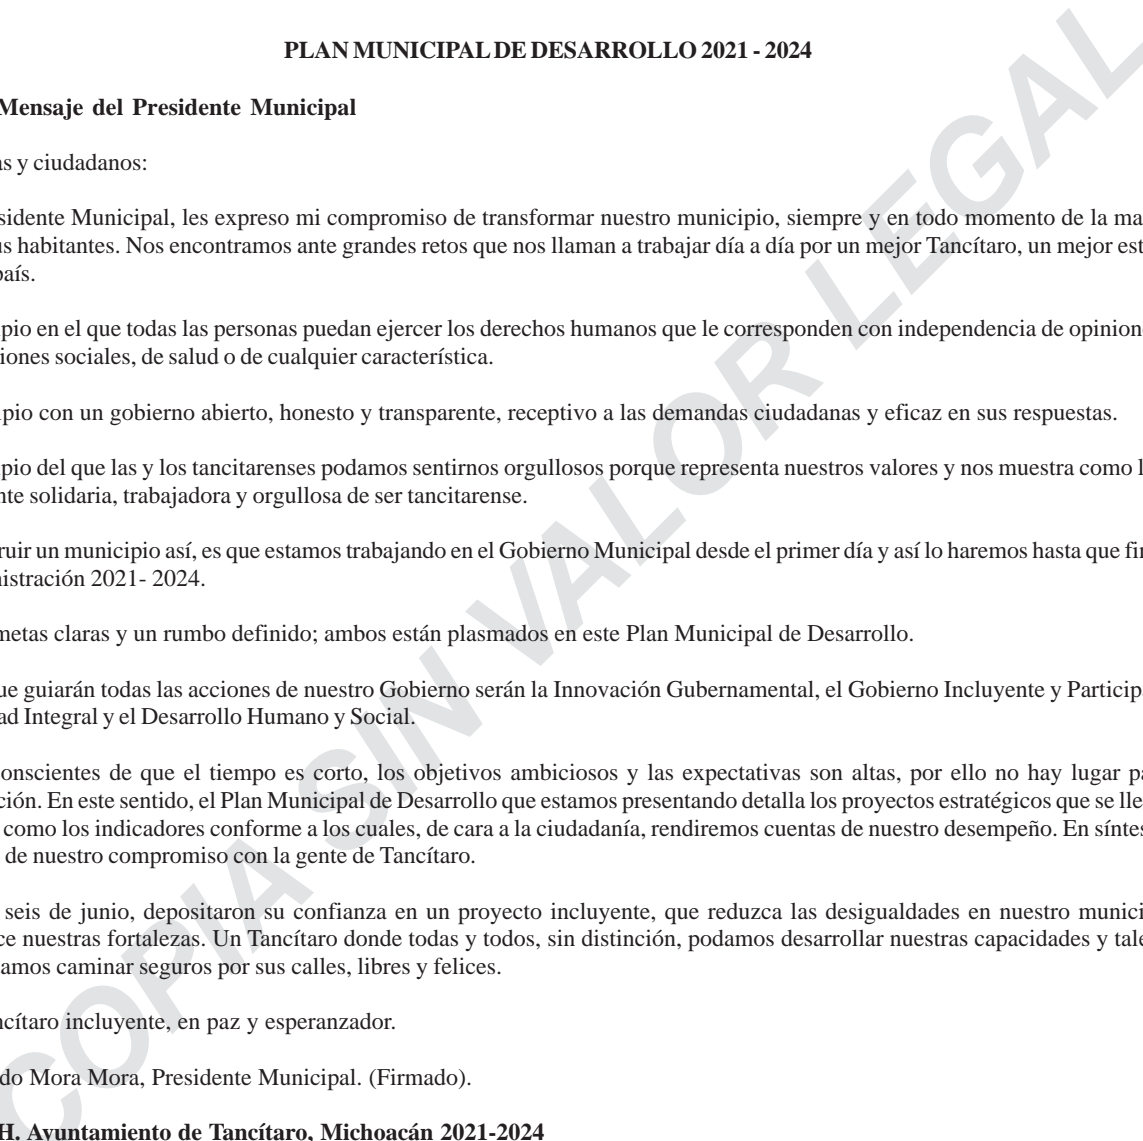 PLAN MUNICIPAL DE DESARROLLO 2021 - 2024
Mensaje del Presidente Municipal
as y ciudadanos:
sidente Municipal, les expreso mi compromiso de transformar nuestro municipio, siempre y en todo momento de la ma
us habitantes. Nos encontramos ante grandes retos que nos llaman a trabajar día a día por un mejor Tancítaro, un mejor est
país.
ipio en el que todas las personas puedan ejercer los derechos humanos que le corresponden con independencia de opinion
iones sociales, de salud o de cualquier característica.
ipio con un gobierno abierto, honesto y transparente, receptivo a las demandas ciudadanas y eficaz en sus respuestas.
ipio del que las y los tancitarenses podamos sentirnos orgullosos porque representa nuestros valores y nos muestra como l
nte solidaria, trabajadora y orgullosa de ser tancitarense.
ruir un municipio así, es que estamos trabajando en el Gobierno Municipal desde el primer día y así lo haremos hasta que fin
nistración 2021- 2024.
metas claras y un rumbo definido; ambos están plasmados en este Plan Municipal de Desarrollo.
ue guiarán todas las acciones de nuestro Gobierno serán la Innovación Gubernamental, el Gobierno Incluyente y Particip
ad Integral y el Desarrollo Humano y Social.
onscientes de que el tiempo es corto, los objetivos ambiciosos y las expectativas son altas, por ello no hay lugar pa
ción. En este sentido, el Plan Municipal de Desarrollo que estamos presentando detalla los proyectos estratégicos que se lle
como los indicadores conforme a los cuales, de cara a la ciudadanía, rendiremos cuentas de nuestro desempeño. En síntes
de nuestro compromiso con la gente de Tancítaro.
seis de junio, depositaron su confianza en un proyecto incluyente, que reduzca las desigualdades en nuestro munici
ce nuestras fortalezas. Un Tancítaro donde todas y todos, sin distinción, podamos desarrollar nuestras capacidades y tale
amos caminar seguros por sus calles, libres y felices.
ncítaro incluyente, en paz y esperanzador.
do Mora Mora, Presidente Municipal. (Firmado).
H. Ayuntamiento de Tancítaro, Michoacán 2021-2024
COPIA SIN VALOR LEGAL